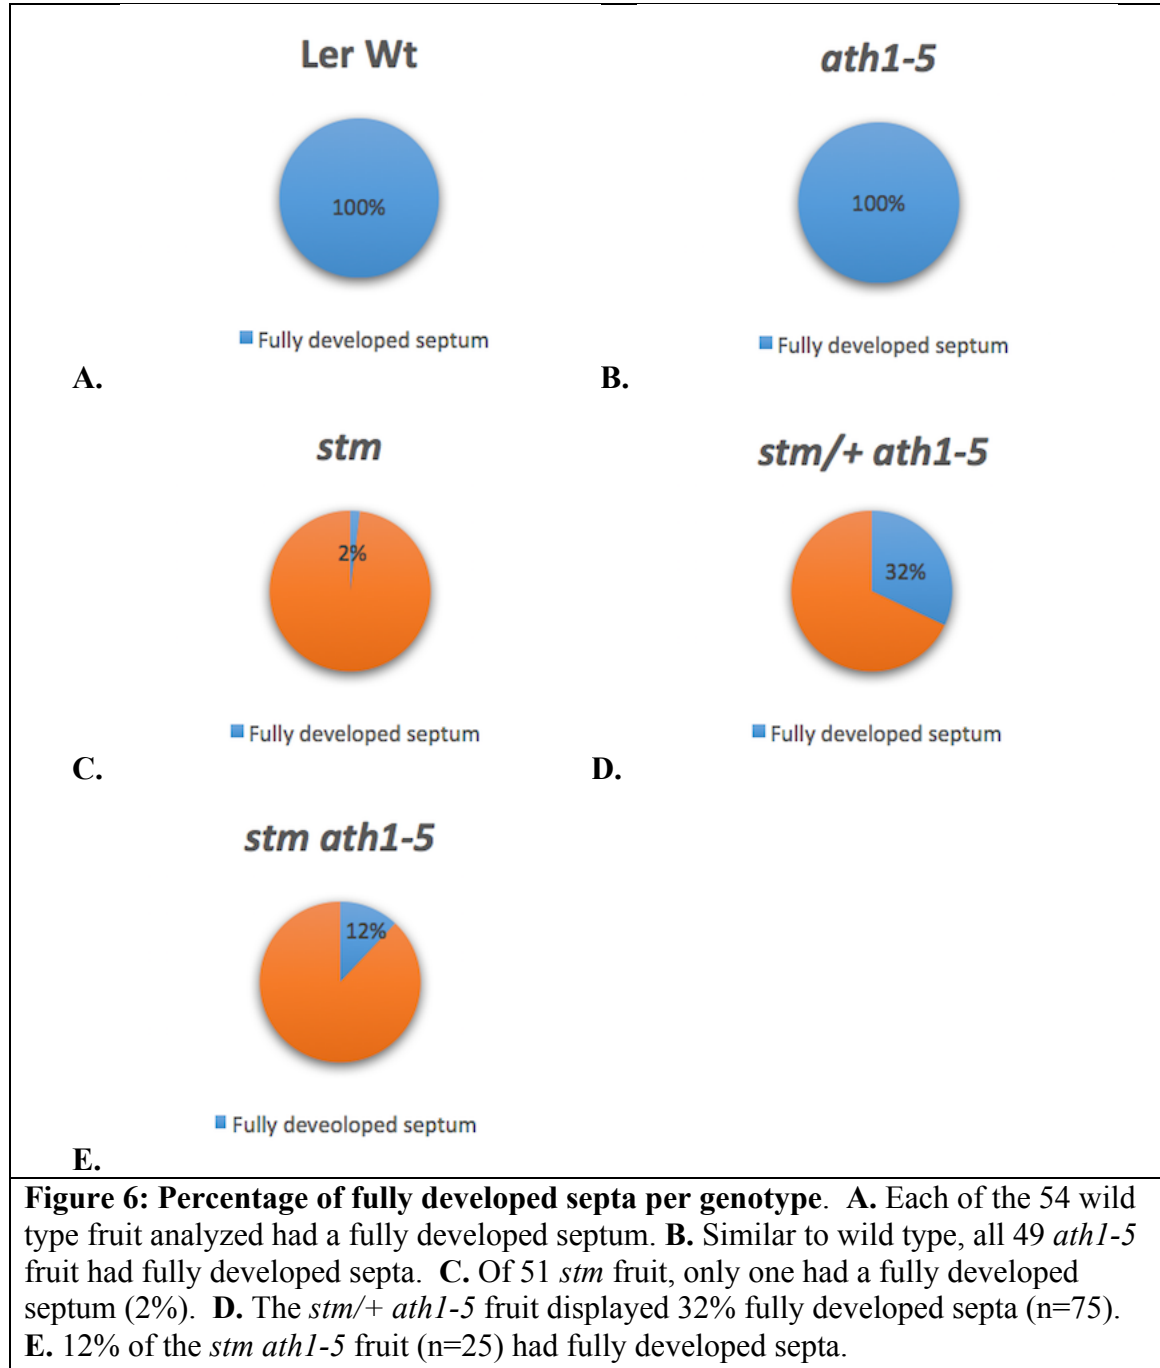 Ler Wt
ath1-5
100%
100%
Fully developed septum
Fully developed septum
A.
B.
stm
stm/+ ath1-5
2%
32%
Fully developed septum
Fully developed septum
C.
D.
stm ath1-5
12%
Fully deveoloped septum
E.
Figure 6: Percentage of fully developed septa per genotype. A. Each of the 54 wild
type fruit analyzed had a fully developed septum. B. Similar to wild type, all 49 ath1-5
fruit had fully developed septa. C. Of 51 stm fruit, only one had a fully developed
septum (2%). D. The stm/+ ath1-5 fruit displayed 32% fully developed septa (n=75).
E. 12% of the stm ath1-5 fruit (n=25) had fully developed septa.